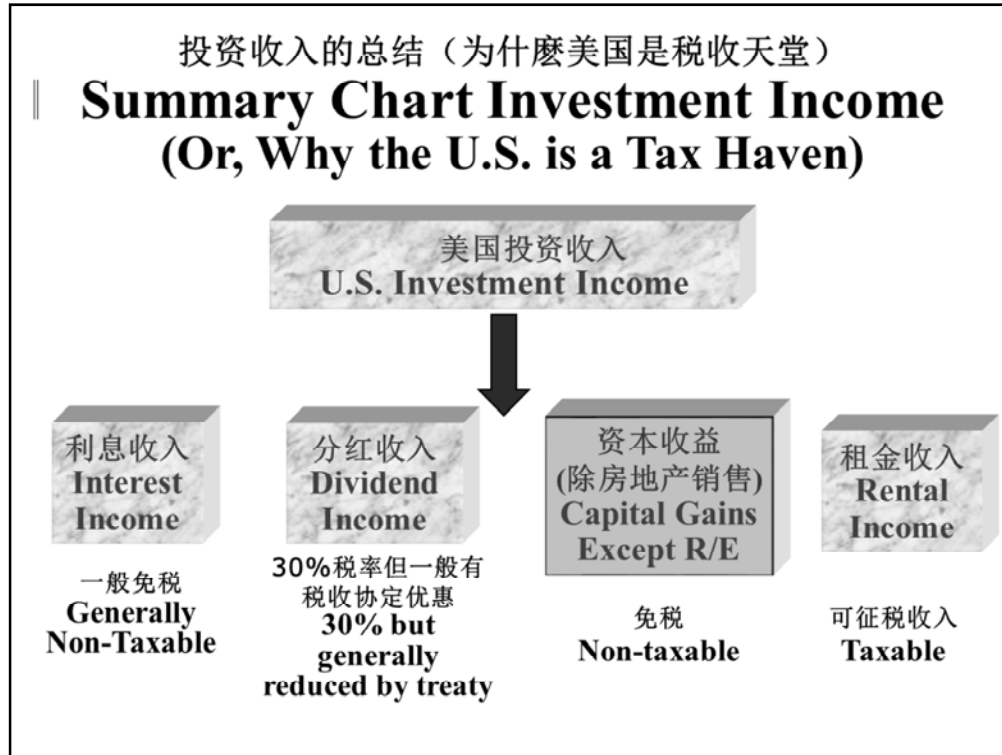 投资收入的总结（为什麽美国是税收天堂）
Summary Chart Investment Income
(Or, Why the U.S. is a Tax Haven)
美国投资收入
U.S. Investment Income
利息收入
Interest
Income
一般免税
Generally
Non-Taxable
分红收入
Dividend
Income
30%税率但一般有
税收协定优惠
30% but
generally
reduced by treaty
资本收益
(除房地产销售)
Capital Gains
Except R/E
免税
Non-taxable
租金收入
Rental
Income
可征税收入
Taxable